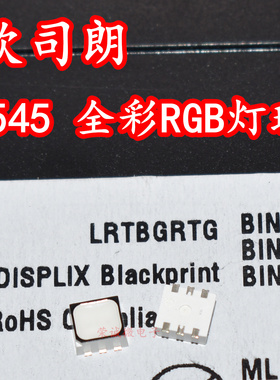 欧司朗
545 全彩RGB灯珠
LRTBGRTG
BIN
BIN
DISPLIX Blackprint
BIN
RoHS
ML